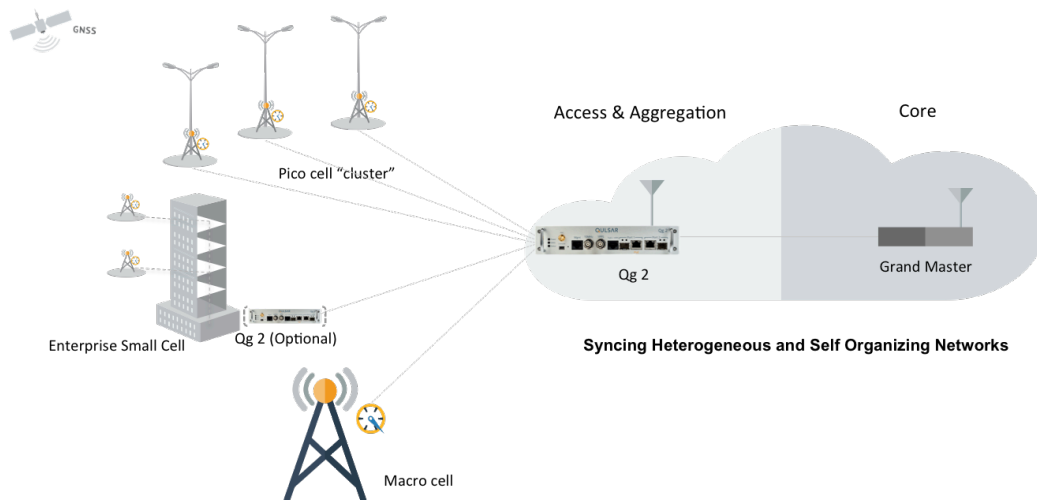 GNSS
Access & Aggregation
Core
Pico cell “cluster”
QULSAR
Qg 2
Grand Master
Qg 2 (Optional)
Enterprise Small Cell
Syncing Heterogeneous and Self Organizing Networks
Macro cell